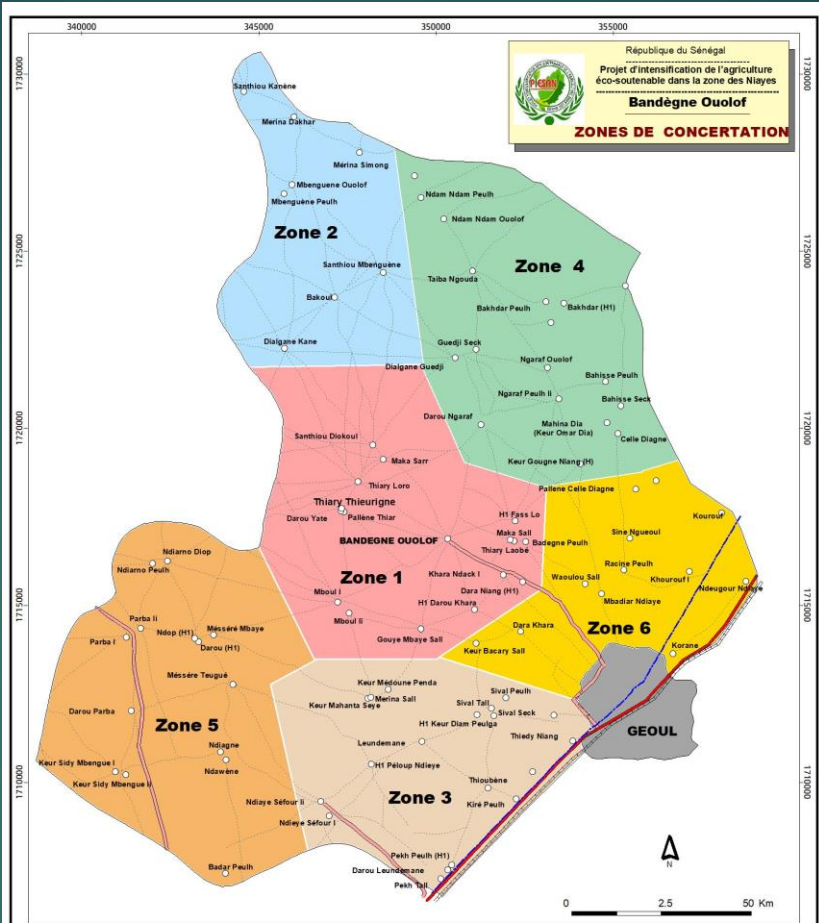 340000
345000
350000
355000
1730000
1730000
République du Sénégal
Projet d'intensification de l'agriculture
éco-soutenable dans la zone des Niayes
Bandègne Ouolof
ZONES DE CONCERTATION
PIESAN
Santhiou Kanène
Merina Dakhar
Mérina Simong
Mbenguene Ouolof
Mbenguène Peulh
Ndam Ndam Peulh
Ndam Ndam Ouolof
Zone 2
1725000
1725000
Santhiou Mbenguène
Zone 4
Taiba Ngouda
Bakoul
Bakhdar Peulh
Bakhdar (H1)
Dialgane Kane
Guedji Seck
Dialgane Guedji
Ngaraf Ouolof
Bahisse Peulh
Ngaraf Peulh Ii
Bahisse Seck
1720000
1720000
Darou Ngaraf
Mahina Dia
(Keur Omar Dia)
Celle Diagne
Santhiou Diokoul
Maka Sarr
Keur Gougne Niang (H)
Thiary Loro
Pallene Celle Diagne
Thiary Thieurigne
Darou Yate
Pallène Thiar
H1 Fass Lo
Kourouf
Maka Sall
BANDEGNE OUOLOF
Badegne Peulh
Thiary Laobé
Sine Ngueoul
Ndiarno Diop
Ndiarno Peulh
Zone 1
Khara Ndack I
Racine Peulh
Waoulou Sall
Khourouf I
Dara Niang (H1)
Ndeugour Ndiaye
Mboul I
H1 Darou Khara
Mbadiar Ndiaye
1715000
1715000
Mboul Ii
Parba Ii
Mésséré Mbaye
Ndop (H1)
Parba I
Darou (H1)
Gouye Mbaye Sall
Dara Khara
Zone 6
Keur Bacary Sall
Korane
Méssére Teugué
Keur Médoune Penda
Merina Sall
Keur Mahanta Seye
Sival Peulh
Sival Tall
Sival Seck
H1 Keur Diam Peulga
Darou Parba
Zone 5
GEOUL
Leundemane
Thiedy Niang
Ndiagne
Keur Sidy Mbengue I
Ndawène
H1 Péloup Ndieye
Keur Sidy Mbengue Ii
Thioubène
1710000
1710000
Ndiaye Séfour Ii
Zone 3
Kiré Peulh
Ndieye Séfour I
Pekh Peulh (H1)
Badar Peulh
Darou Leundemane
Pekh Tall
N
0 2.5 50 Km